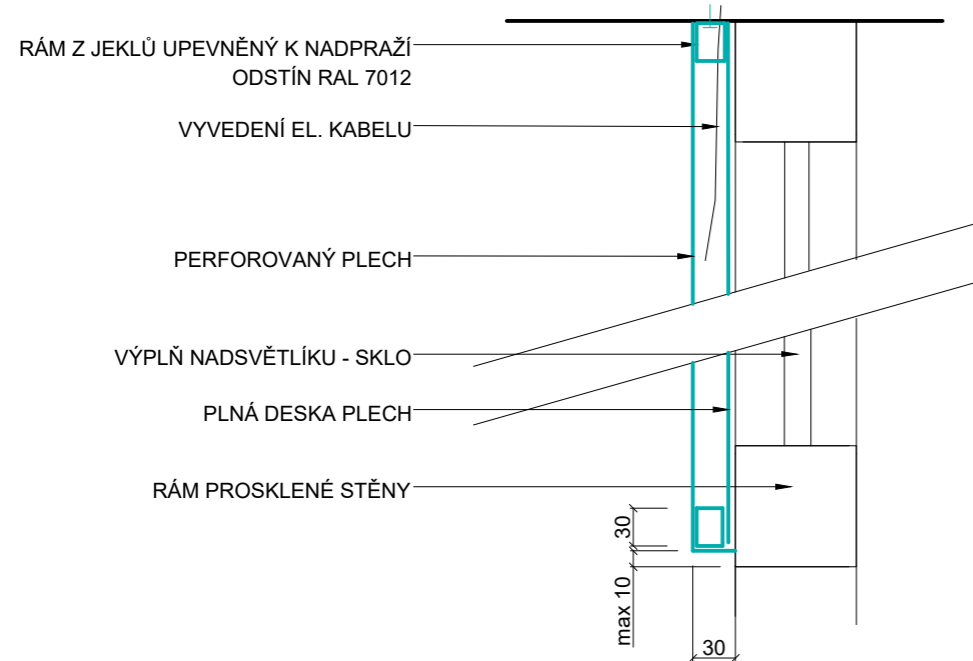 RÁM Z JEKLŮ UPEVNĚNÝ K NADPRAŽÍ
ODSTÍN RAL 7012
VYVEDENÍ EL. KABELU
PERFOROVANÝ PLECH
VÝPLŇ NADSVĚTLÍKU - SKLO
PLNÁ DESKA PLECH
RÁM PROSKLENÉ STĚNY
30
max 10
30